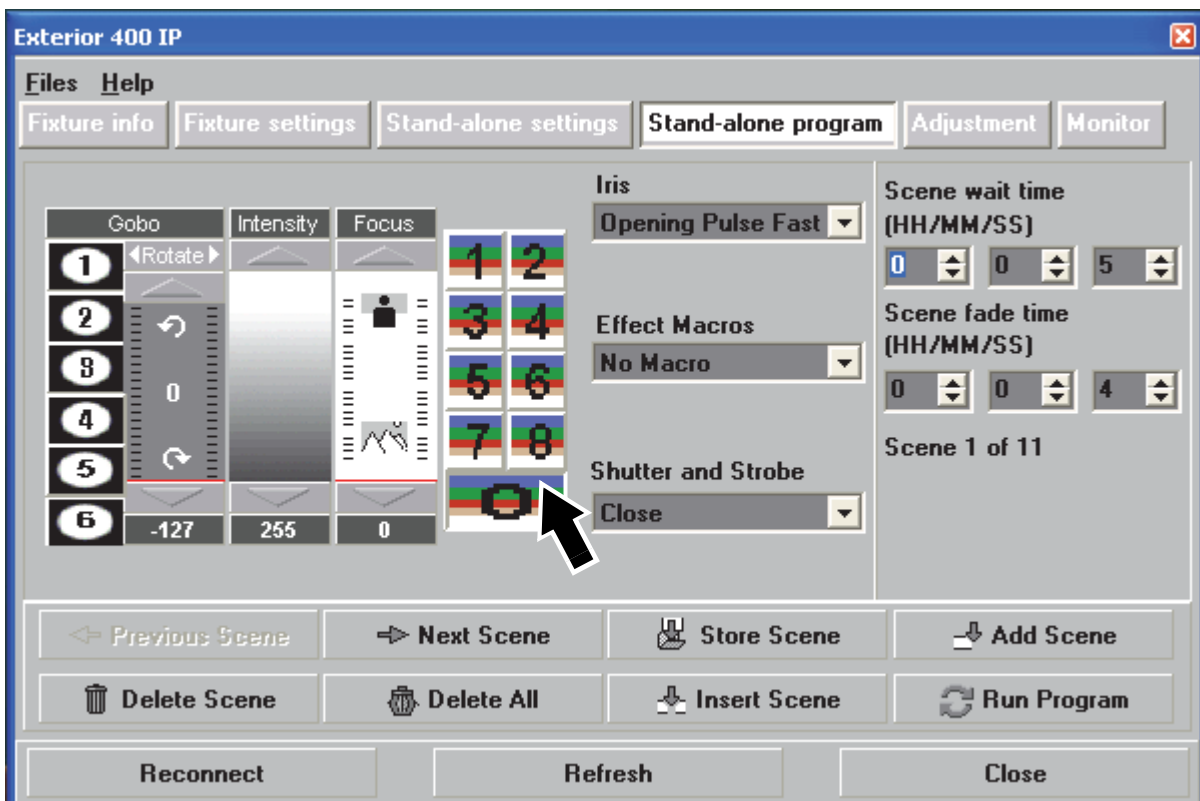 Exterior 400 IP
Files Help
Fixture info Fixture settings Stand-alone settings Stand-alone program Adjustment Monitor
Gobo Intensity Focus
Rotate
1
2
3
4
5
6
0
-127 255 0
1 2
3 4
5 6
7 8
0
Iris
Opening Pulse Fast
Effect Macros
No Macro
Shutter and Strobe
Close
Scene wait time
(HH/MM/SS)
0 0 5
Scene fade time
(HH/MM/SS)
0 0 4
Scene 1 of 11
Previous Scene Next Scene Store Scene Add Scene
Delete Scene Delete All Insert Scene Run Program
Reconnect Refresh Close